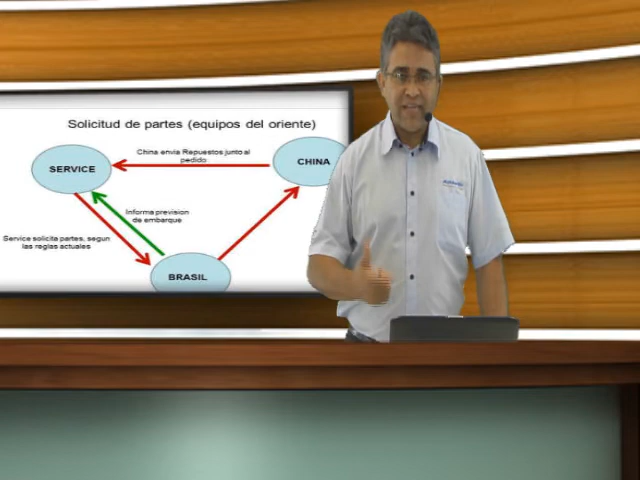 Solicitud de partes (equipos del oriente)
China envia Repuestos junto al
pedido
SERVICE
CHINA
Informa prevision
de embarque
Service solicita partes, segun
las reglas actuales
BRASIL